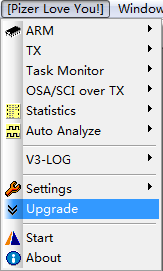 [Pizer Love You!] Window
ARM
TX
Task Monitor
OSA/SCI over TX
Statistics
Auto Analyze
V3-LOG
Settings
Upgrade
Start
About